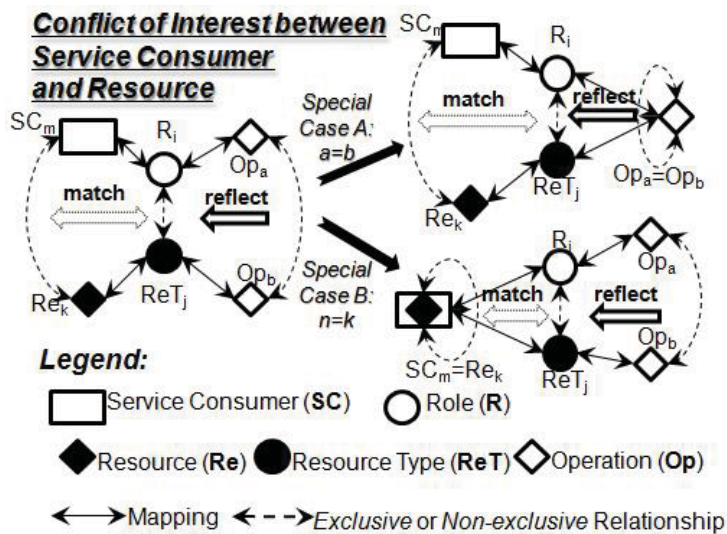 Conflict of Interest between
Service Consumer
and Resource
SCm
Ri
Opa
match
reflect
Rek
ReTj
Opb
Special
Case A:
a=b
Special
Case B:
n=k
SCm
Ri
match
reflect
Opa=Opb
Rek
ReTj
Ri
Opa
match
reflect
Opb
SCm=Rek
ReTj
Legend:
Service Consumer (SC)
Role (R)
Resource (Re)
Resource Type (ReT)
Operation (Op)
Mapping
Exclusive or Non-exclusive Relationship